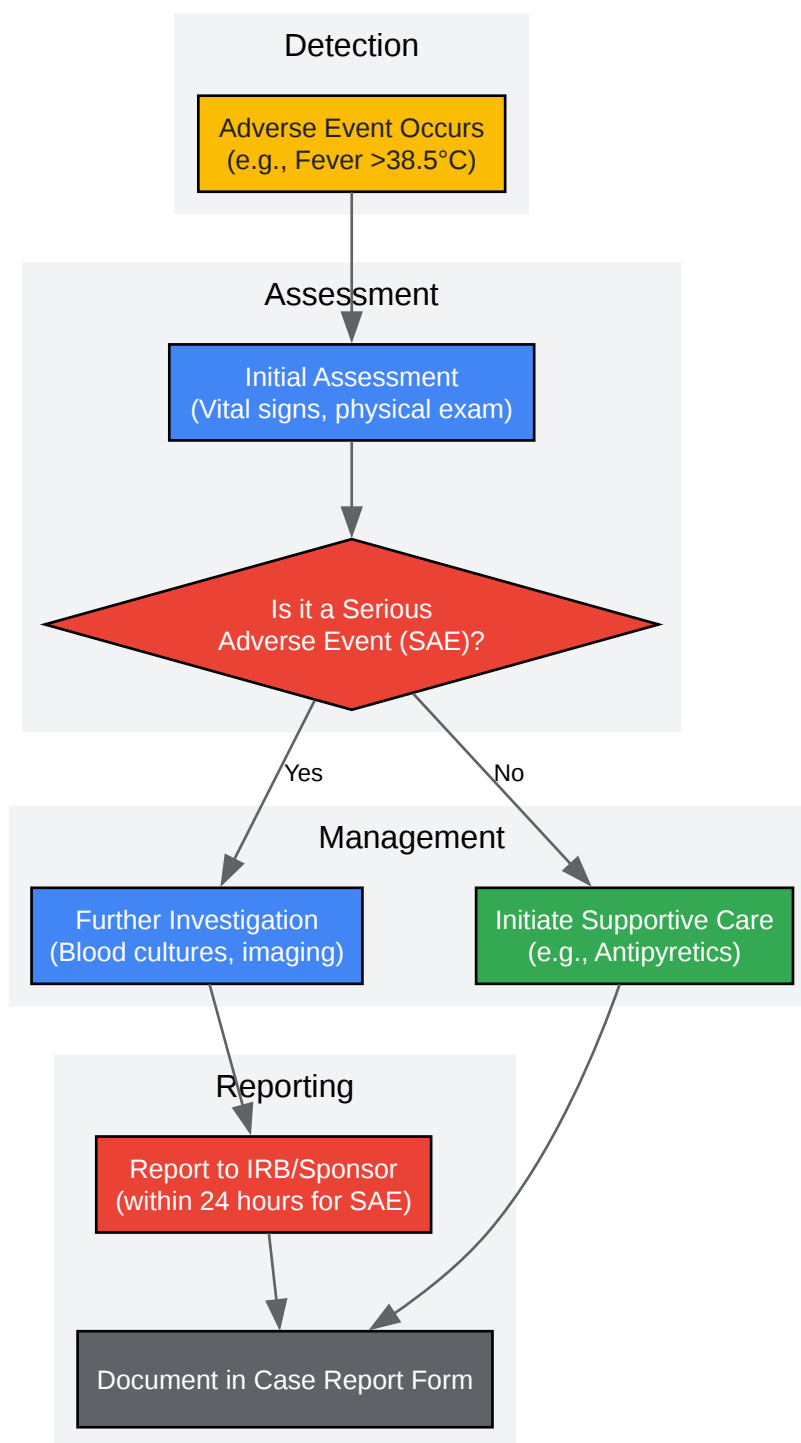 Detection
Adverse Event Occurs
(e.g., Fever >38.5°C)
Assessment
Initial Assessment
(Vital signs, physical exam)
Is it a Serious
Adverse Event (SAE)?
Yes
No
Management
Further Investigation
(Blood cultures, imaging)
Initiate Supportive Care
(e.g., Antipyretics)
Reporting
Report to IRB/Sponsor
(within 24 hours for SAE)
Document in Case Report Form